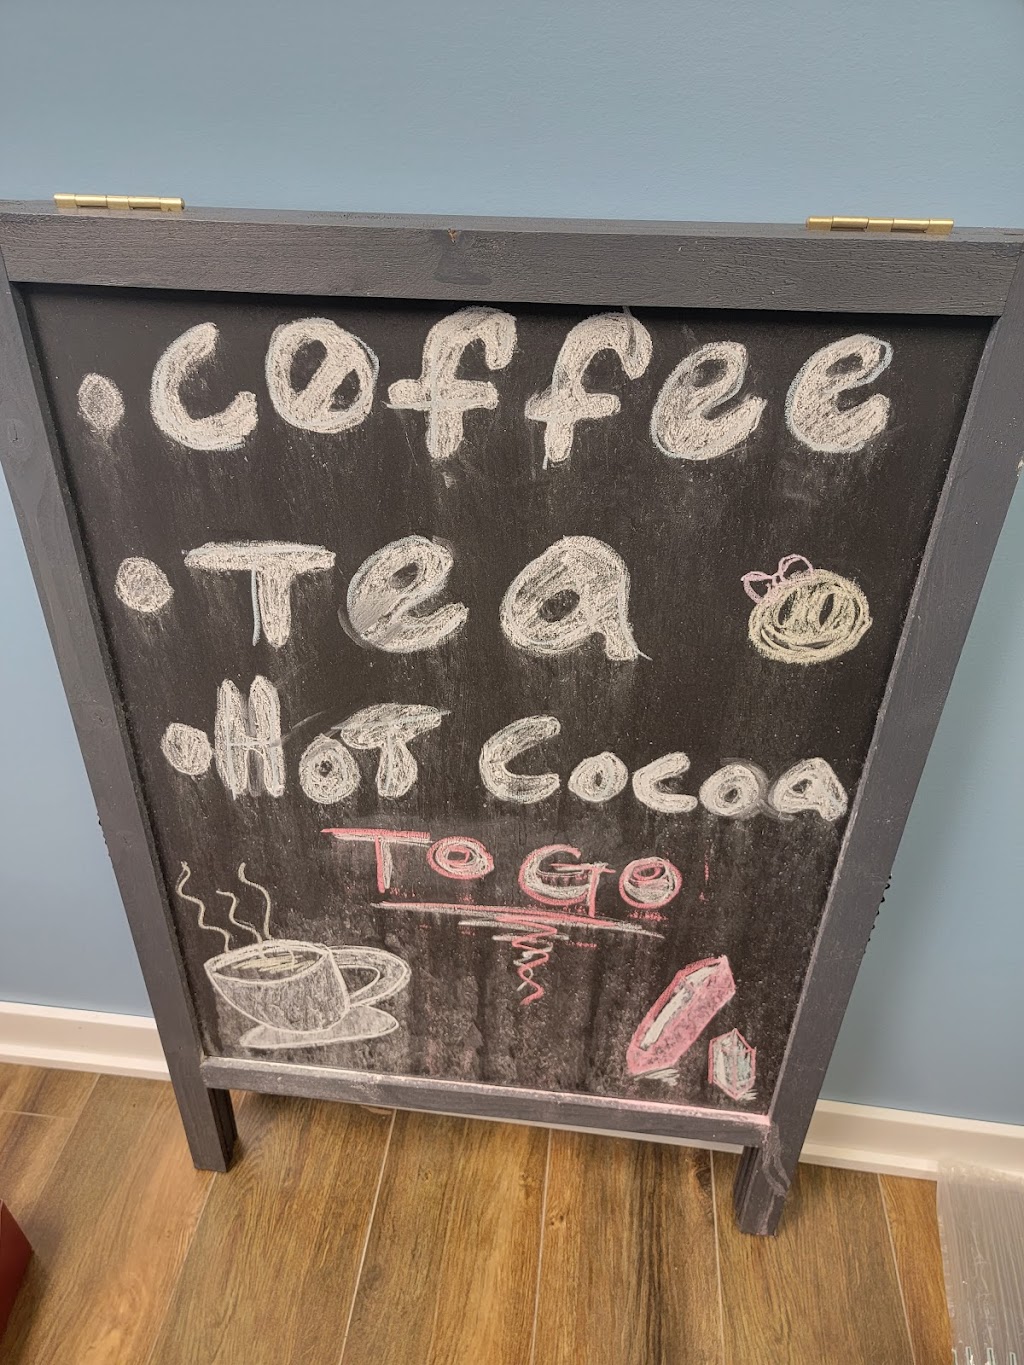 • Coffee
• Tea
• Hot Cocoa
To Go